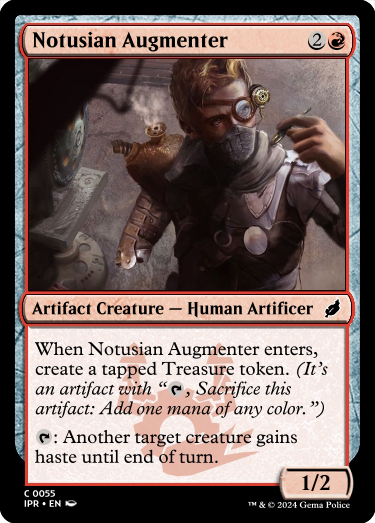 Notusian Augmenter 2
Artifact Creature — Human Artificer
When Notusian Augmenter enters,
create a tapped Treasure token. (It's
an artifact with “, Sacrifice this
artifact: Add one mana of any color.”)
: Another target creature gains
haste until end of turn.
1/2
C 0055
IPR • EN
™ & © 2024 Gema Police